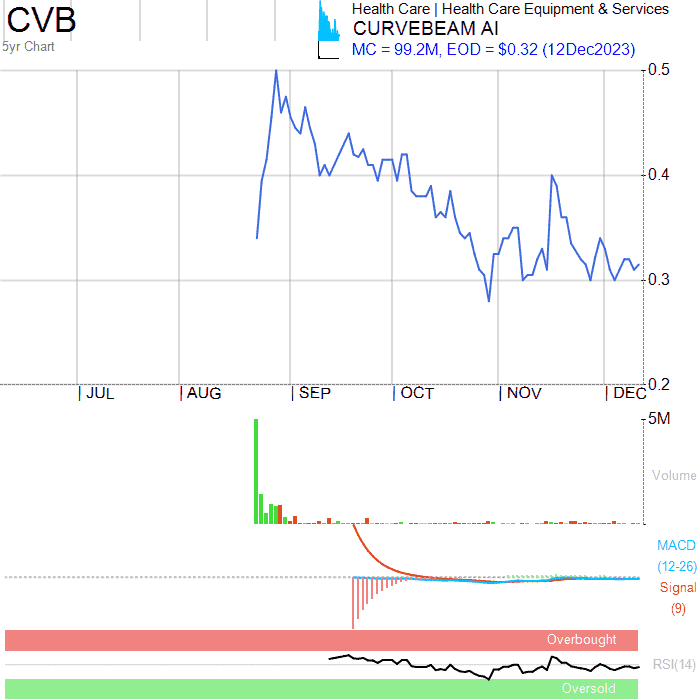 CVB
5yr Chart
Health Care | Health Care Equipment & Services
CURVEBEAM AI
MC = 99.2M, EOD = $0.32 (12Dec2023)
0.5
0.4
0.3
0.2
| JUL | AUG | SEP | OCT | NOV | DEC
5M
Volume
MACD
(12-26)
Signal
(9)
Overbought
RSI(14)
Oversold